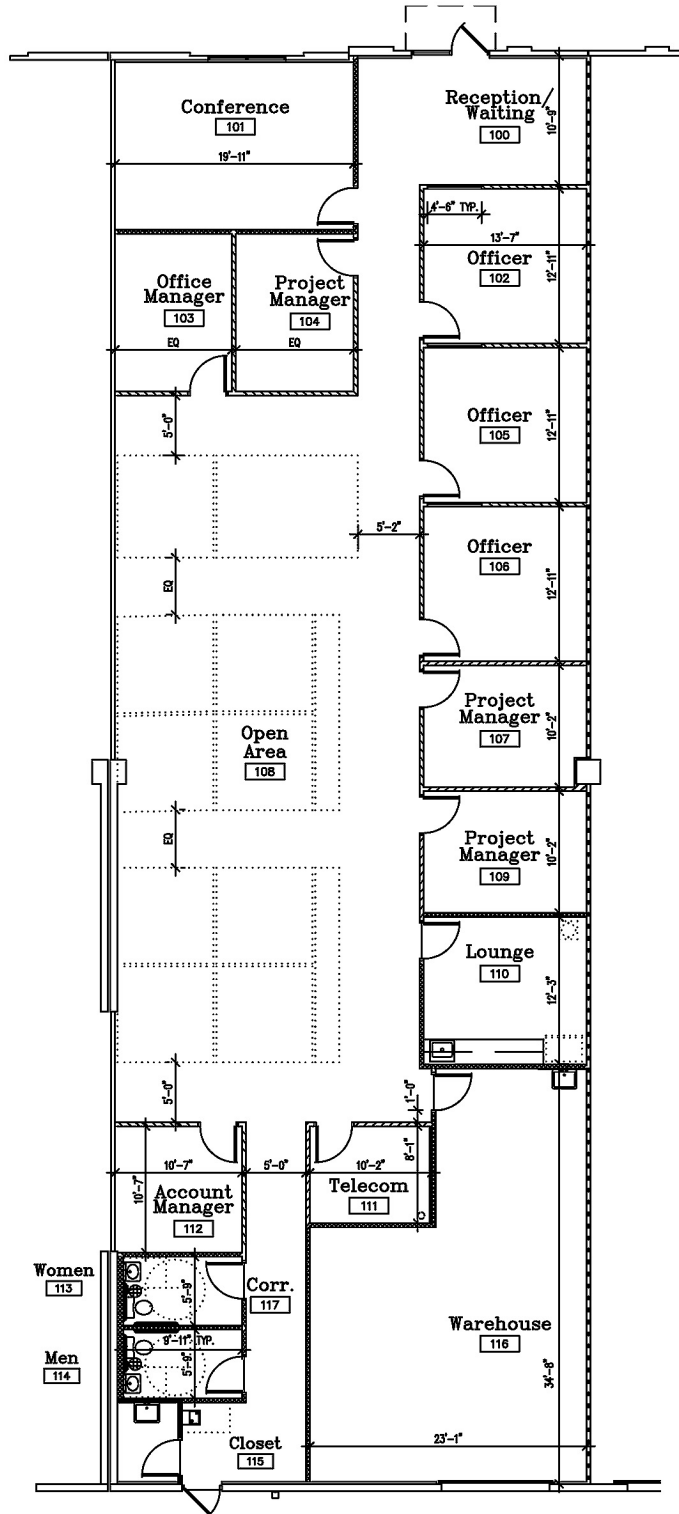 Conference
101
19'-11"
Reception/
Waiting
100
10'-9"
4'-6" TYP.
13'-7"
Officer
102
12'-11"
Office
Manager
103
EQ
Project
Manager
104
EQ
5'-0"
Officer
105
12'-11"
5'-2"
EQ
Officer
106
12'-11"
Project
Manager
107
10'-2"
Open
Area
108
EQ
Project
Manager
109
10'-2"
Lounge
110
12'-3"
5'-0"
1'-0"
8'-1"
10'-7"
5'-0"
10'-2"
10'-7"
Account
Manager
112
Telecom
111
Women
113
5'-9"
Corr.
117
9'-11" TYP.
Men
114
5'-9"
Warehouse
116
34'-8"
Closet
115
23'-1"